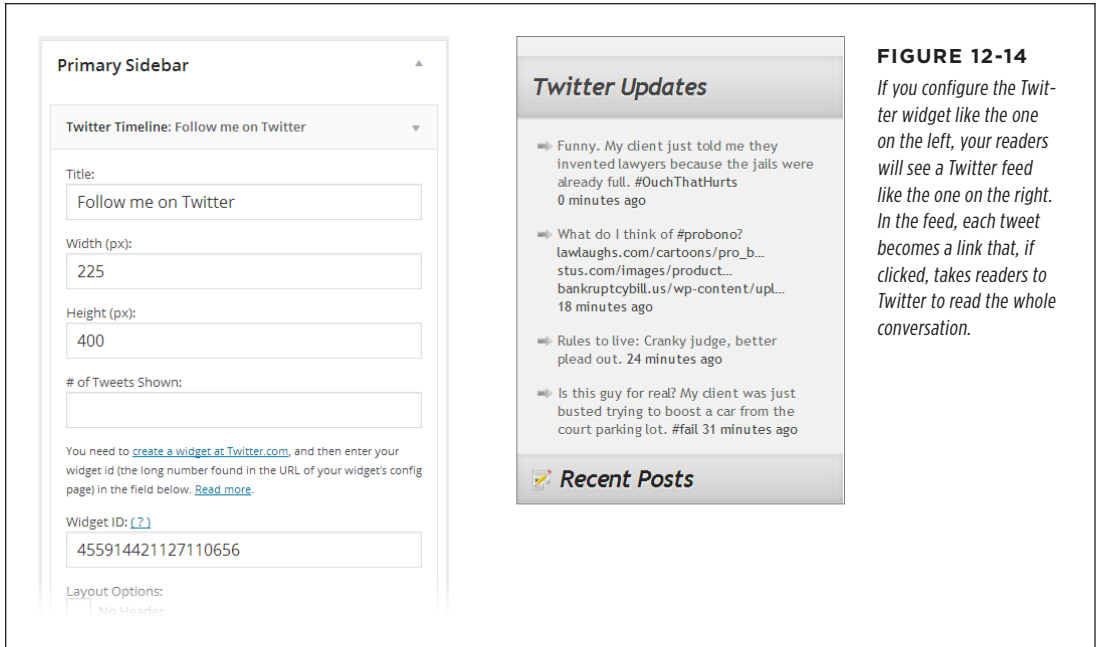 Primary Sidebar
Twitter Timeline: Follow me on Twitter
Title:
Follow me on Twitter
Width (px):
225
Height (px):
400
# of Tweets Shown:
You need to create a widget at Twitter.com, and then enter your
widget id (the long number found in the URL of your widget's config
page) in the field below. Read more.
Widget ID: ( ? )
455914421127110656
Layout Options:
No Header
Twitter Updates
Funny. My client just told me they
invented lawyers because the jails were
already full. #OuchThatHurts
0 minutes ago
What do I think of #probono?
lawlaughs.com/cartoons/pro_b...
stus.com/images/product...
bankruptcybill.us/wp-content/upl...
18 minutes ago
Rules to live: Cranky judge, better
plead out. 24 minutes ago
Is this guy for real? My client was just
busted trying to boost a car from the
court parking lot. #fail 31 minutes ago
Recent Posts
FIGURE 12-14
If you configure the Twit-
ter widget like the one
on the left, your readers
will see a Twitter feed
like the one on the right.
In the feed, each tweet
becomes a link that, if
clicked, takes readers to
Twitter to read the whole
conversation.